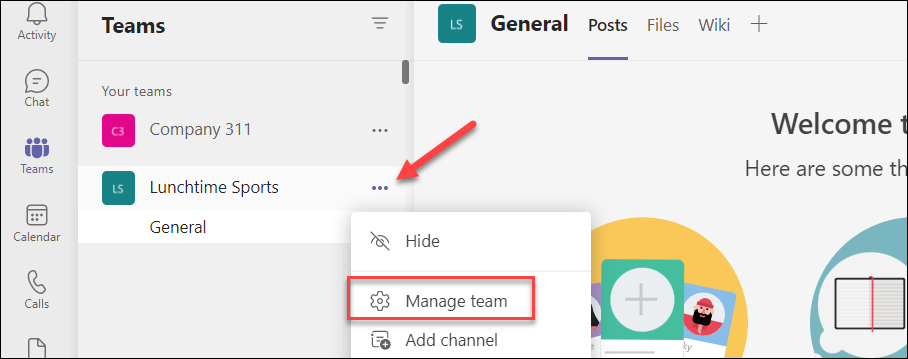 Activity
Chat
Teams
Calendar
Calls
Teams
Your teams
C3 Company 311
LS Lunchtime Sports
General
Hide
Manage team
Add channel
LS General Posts Files Wiki
Welcome t
Here are some th
ky